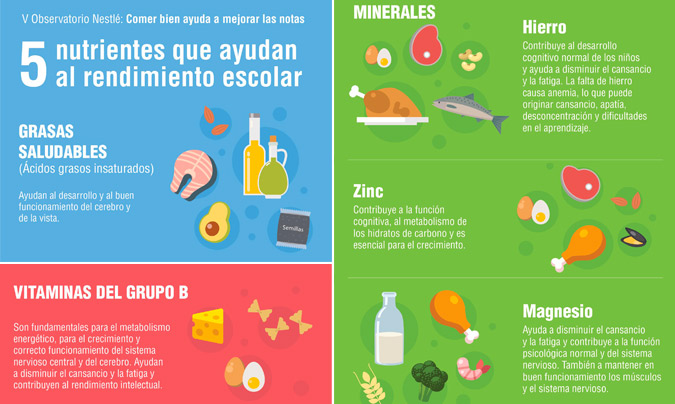 V Observatorio Nestlé: Comer bien ayuda a mejorar las notas
5 nutrientes que ayudan
al rendimiento escolar
GRASAS
SALUDABLES
(Ácidos grasos insaturados)
Ayudan al desarrollo y al buen
funcionamiento del cerebro y
de la vista.
Semillas
VITAMINAS DEL GRUPO B
Son fundamentales para el metabolismo
energético, para el crecimiento y
correcto funcionamiento del sistema
nervioso central y del cerebro. Ayudan
a disminuir el cansancio y la fatiga y
contribuyen al rendimiento intelectual.
MINERALES
Hierro
Contribuye al desarrollo
cognitivo normal de los niños
y ayuda a disminuir el cansancio
y la fatiga. La falta de hierro
causa anemia, lo que puede
originar cansancio, apatía,
desconcentración y dificultades
en el aprendizaje.
Zinc
Contribuye a la función
cognitiva, al metabolismo de
los hidratos de carbono y es
esencial para el crecimiento.
Magnesio
Ayuda a disminuir el cansancio
y la fatiga y contribuye a la función
psicológica normal y del sistema
nervioso. También a mantener en
buen funcionamiento los músculos
y el sistema nervioso.